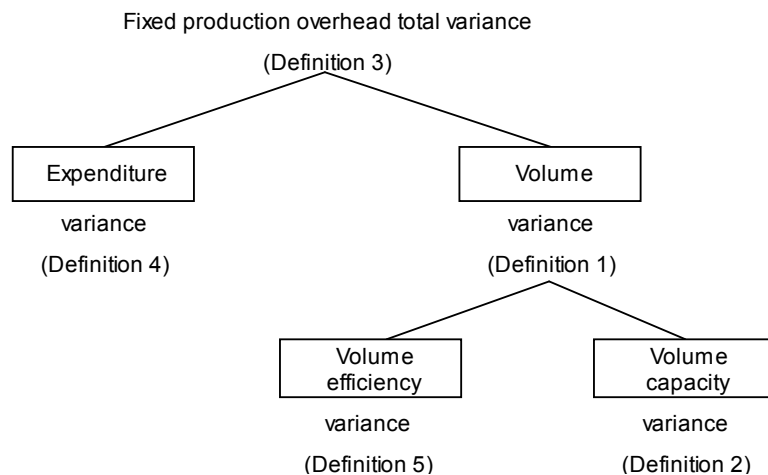 Fixed production overhead total variance
(Definition 3)
Expenditure
variance
(Definition 4)
Volume
variance
(Definition 1)
Volume
efficiency
variance
(Definition 5)
Volume
capacity
variance
(Definition 2)